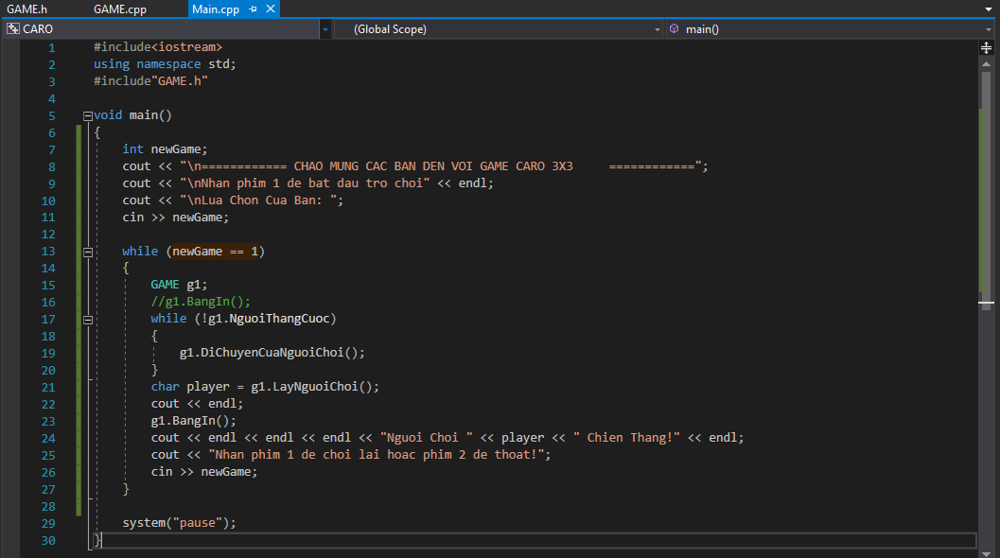 GAME.h GAME.cpp Main.cpp
CARO (Global Scope) main()
1 #include<iostream>
2 using namespace std;
3 #include"GAME.h"
4
5 void main()
6 {
7 int newGame;
8 cout << "\n============ CHAO MUNG CAC BAN DEN VOI GAME CARO 3X3 ============";
9 cout << "\nNhan phim 1 de bat dau tro choi" << endl;
10 cout << "\nLua Chon Cua Ban: ";
11 cin >> newGame;
12
13 while (newGame == 1)
14 {
15 GAME g1;
16 //g1.BangIn();
17 while (!g1.NguoiThangCuoc)
18 {
19 g1.DiChuyenCuaNguoiChoi();
20 }
21 char player = g1.LayNguoiChoi();
22 cout << endl;
23 g1.BangIn();
24 cout << endl << endl << endl << "Nguoi Choi " << player << " Chien Thang!" << endl;
25 cout << "Nhan phim 1 de choi lai hoac phim 2 de thoat!";
26 cin >> newGame;
27 }
28
29 system("pause");
30 }